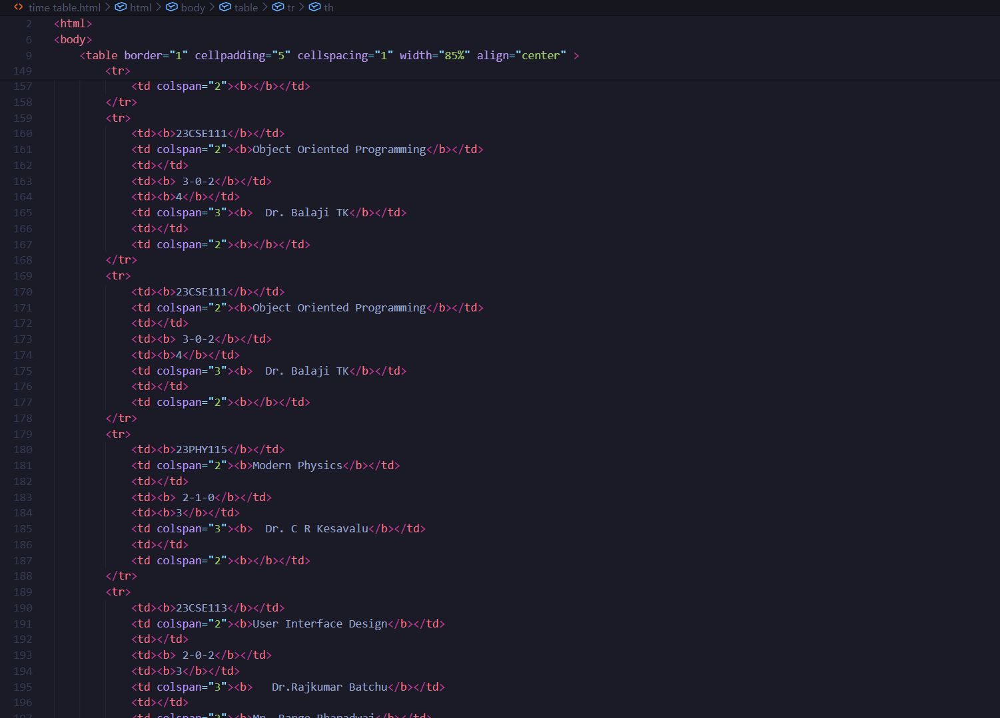 time table.html > html > body > table > tr > th
2 <html>
6 <body>
9 <table border="1" cellpadding="5" cellspacing="1" width="85%" align="center" >
149 <tr>
157 <td colspan="2"><b></b></td>
158 </tr>
159 <tr>
160 <td><b>23CSE111</b></td>
161 <td colspan="2"><b>Object Oriented Programming</b></td>
162 <td></td>
163 <td><b> 3-0-2</b></td>
164 <td><b>4</b></td>
165 <td colspan="3"><b>  Dr. Balaji TK</b></td>
166 <td></td>
167 <td colspan="2"><b></b></td>
168 </tr>
169 <tr>
170 <td><b>23CSE111</b></td>
171 <td colspan="2"><b>Object Oriented Programming</b></td>
172 <td></td>
173 <td><b> 3-0-2</b></td>
174 <td><b>4</b></td>
175 <td colspan="3"><b>  Dr. Balaji TK</b></td>
176 <td></td>
177 <td colspan="2"><b></b></td>
178 </tr>
179 <tr>
180 <td><b>23PHY115</b></td>
181 <td colspan="2"><b>Modern Physics</b></td>
182 <td></td>
183 <td><b> 2-1-0</b></td>
184 <td><b>3</b></td>
185 <td colspan="3"><b>  Dr. C R Kesavalu</b></td>
186 <td></td>
187 <td colspan="2"><b></b></td>
188 </tr>
189 <tr>
190 <td><b>23CSE113</b></td>
191 <td colspan="2"><b>User Interface Design</b></td>
192 <td></td>
193 <td><b> 2-0-2</b></td>
194 <td><b>3</b></td>
195 <td colspan="3"><b>   Dr.Rajkumar Batchu</b></td>
196 <td></td>
197 <td colspan="2"><b>